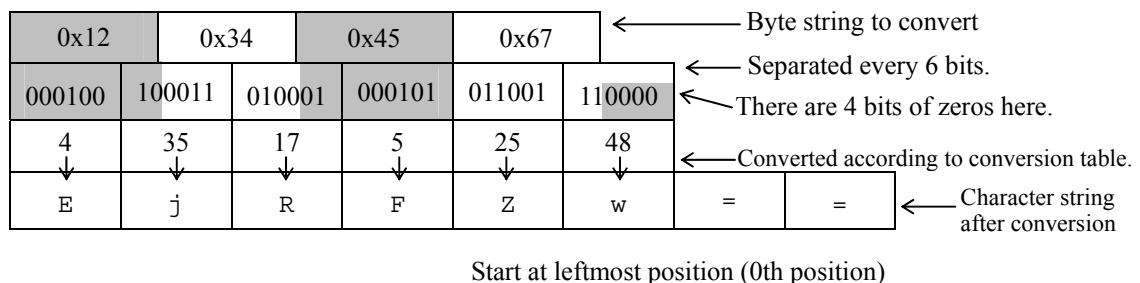 0x12 0x34 0x45 0x67 Byte string to convert
Separated every 6 bits.
000100 100011 010001 000101 011001 110000 There are 4 bits of zeros here.
4 35 17 5 25 48 Converted according to conversion table.
E j R F Z w = = Character string
after conversion
Start at leftmost position (0th position)